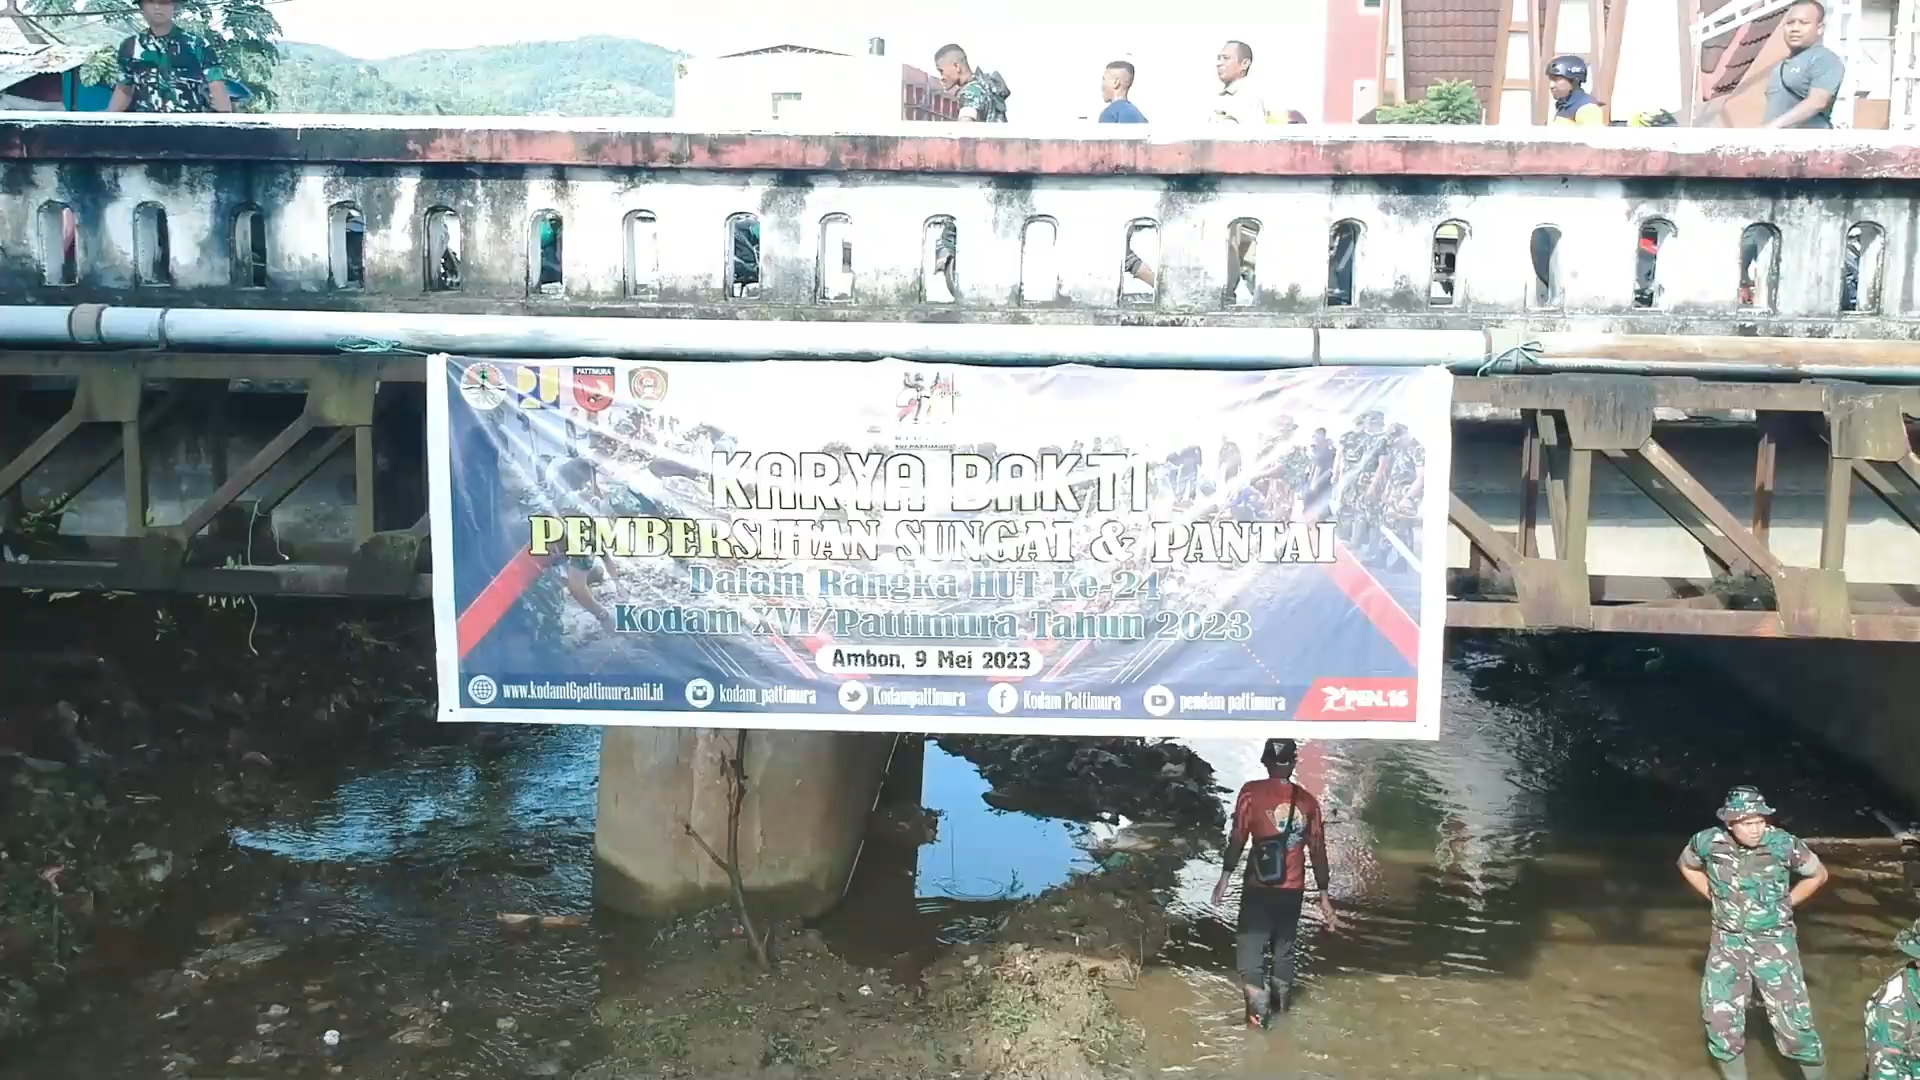 PATTIMURA
KARYA BAKTI
PEMBERSIHAN SUNGAI & PANTAI
Dalam Rangka HUT Ke-24
Kodam XVI/Pattimura Tahun 2023
Ambon, 9 Mei 2023
www.kodam16pattimura.mil.id kodam_pattimura Kodampattimura Kodam Pattimura pendam pattimura PEN.16